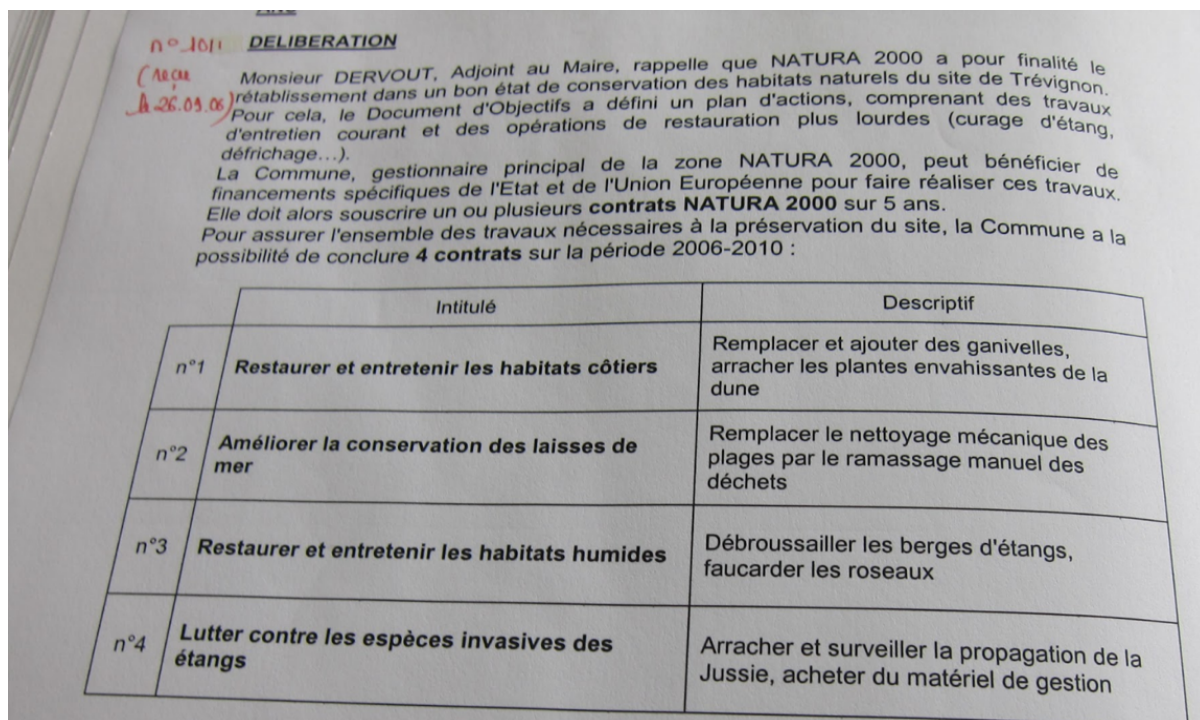 DELIBERATION
Monsieur DERVOUT, Adjoint au Maire, rappelle que NATURA 2000 a pour finalité le
rétablissement dans un bon état de conservation des habitats naturels du site de Trévignon.
Pour cela, le Document d'Objectifs a défini un plan d'actions, comprenant des travaux
d'entretien courant et des opérations de restauration plus lourdes (curage d'étang,
défrichage...).
La Commune, gestionnaire principal de la zone NATURA 2000, peut bénéficier de
financements spécifiques de l'Etat et de l'Union Européenne pour faire réaliser ces travaux.
Elle doit alors souscrire un ou plusieurs contrats NATURA 2000 sur 5 ans.
Pour assurer l'ensemble des travaux nécessaires à la préservation du site, la Commune a la
possibilité de conclure 4 contrats sur la période 2006-2010 :
Intitulé
Descriptif
n°1
Restaurer et entretenir les habitats côtiers
Remplacer et ajouter des ganivelles,
arracher les plantes envahissantes de la
dune
n°2
Améliorer la conservation des laisses de
mer
Remplacer le nettoyage mécanique des
plages par le ramassage manuel des
déchets
n°3
Restaurer et entretenir les habitats humides
Débroussailler les berges d'étangs,
faucarder les roseaux
n°4
Lutter contre les espèces invasives des
étangs
Arracher et surveiller la propagation de la
Jussie, acheter du matériel de gestion